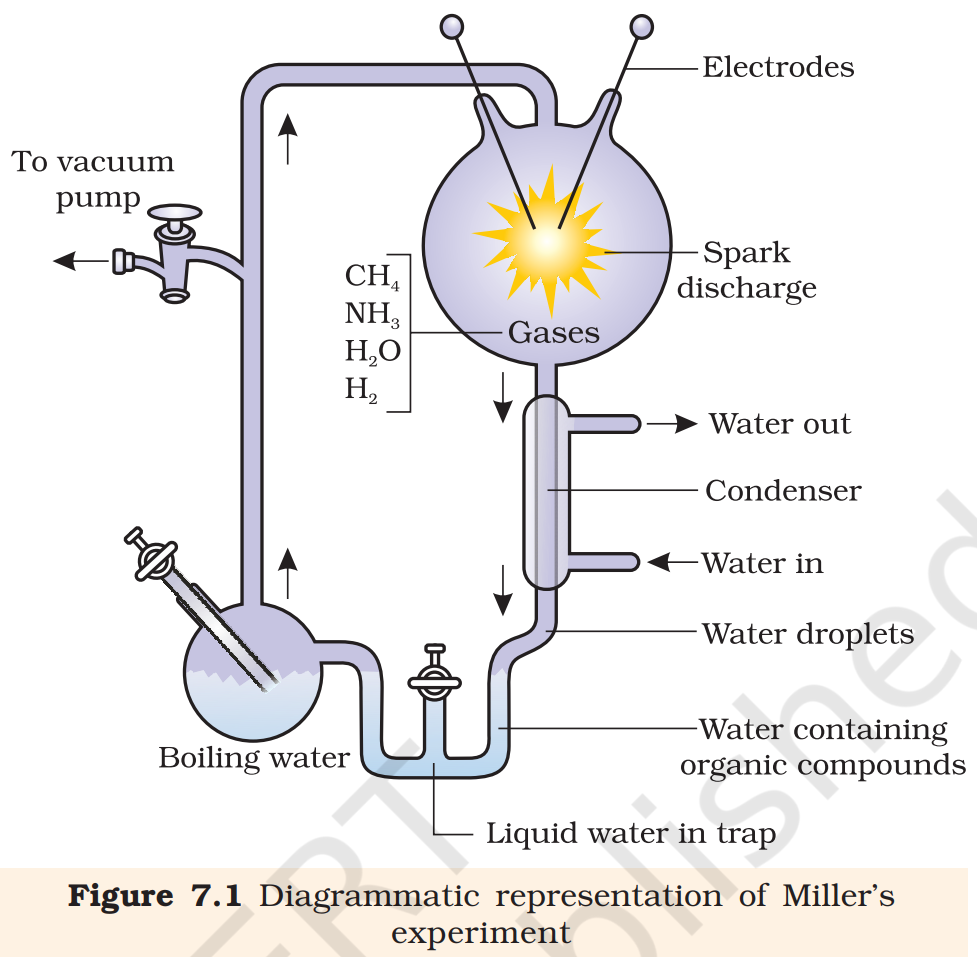 Electrodes
To vacuum
pump
Spark
discharge
CH₄
NH₃
H₂O
H₂
Gases
Water out
Condenser
Water in
Water droplets
Water containing
organic compounds
Boiling water
Liquid water in trap
Figure 7.1 Diagrammatic representation of Miller's
experiment